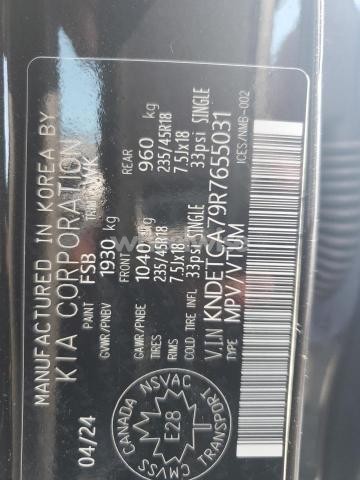 MANUFACTURED IN KOREA BY
KIA CORPORATION
04/24
PAINT FSB TRIM WK
GVWR/PNBV 1930 kg
FRONT REAR
GAWR/PNBE 1040 960 kg
TIRES 235/45R18 235/45R18
RIMS 7.5Jx18 7.5Jx18
COLD TIRE INFL 33psi SINGLE 33psi SINGLE
V.I.N KNDETCA79R7655031
TYPE MPV/VTUM ICES/NMB-002
CANADA
NSVAC
E28
CMVSS TRANSPORT